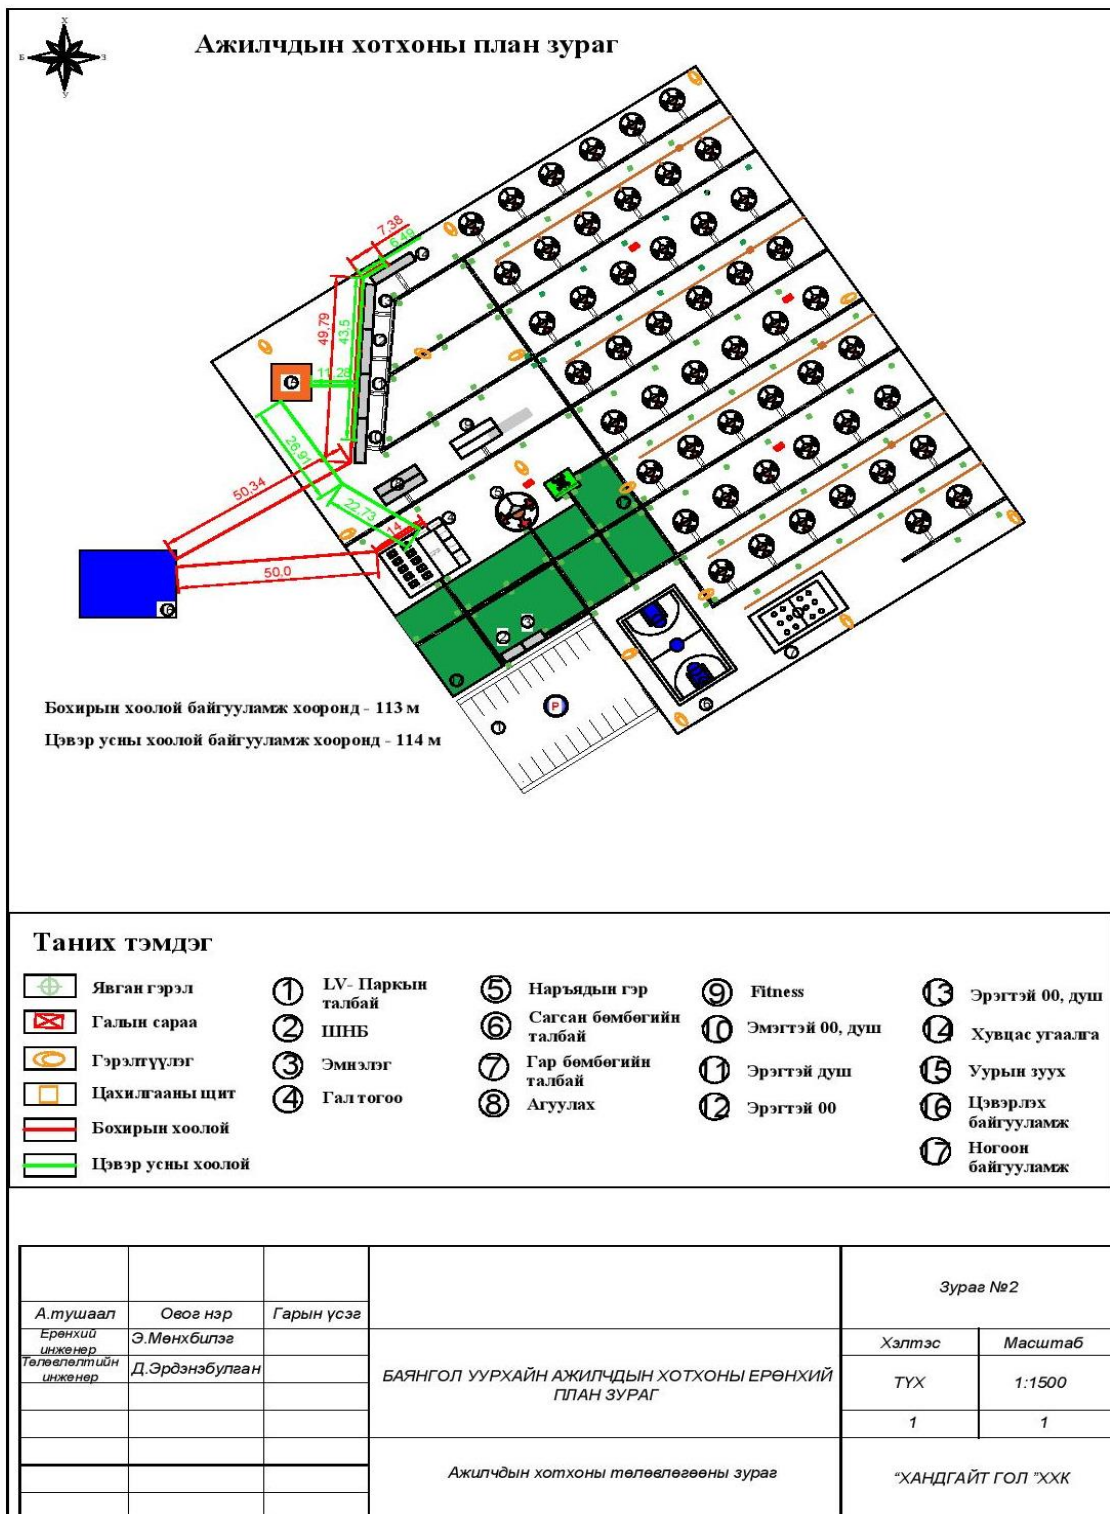 Х
Б
З
У
Ажилчдын хотхоны план зураг
7,38
6,49
49,79
43,5
11,28
26,91
50,34
22,73
14
50,0
P
Бохирын хоолой байгууламж хооронд - 113 м
Цэвэр усны хоолой байгууламж хооронд - 114 м
Таних тэмдэг
Явган гэрэл
Галын сараа
Гэрэлтүүлэг
Цахилгааны щит
Бохирын хоолой
Цэвэр усны хоолой
1 LV- Паркын
талбай
2 ШНБ
3 Эмнэлэг
4 Гал тогоо
5 Наръядын гэр
6 Сагсан бөмбөгийн
талбай
7 Гар бөмбөгийн
талбай
8 Агуулах
9 Fitness
10 Эмэгтэй 00, душ
11 Эрэгтэй душ
12 Эрэгтэй 00
13 Эрэгтэй 00, душ
14 Хувцас угаалга
15 Уурын зуух
16 Цэвэрлэх
байгууламж
17 Ногоон
байгууламж
А.тушаал Овог нэр Гарын үсэг
Ерөнхий
инженер
Э.Мөнхбилэг
Төлөвлөлтийн
инженер
Д.Эрдэнэбулган
БАЯНГОЛ УУРХАЙН АЖИЛЧДЫН ХОТХОНЫ ЕРӨНХИЙ
ПЛАН ЗУРАГ
Ажилчдын хотхоны төлөвлөгөөны зураг
Зураг №2
Хэлтэс Масштаб
ТҮХ 1:1500
1 1
“ХАНДГАЙТ ГОЛ ”ХХК